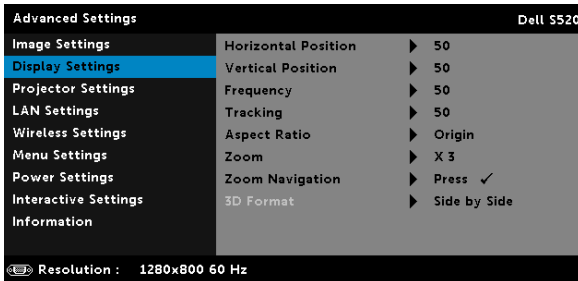 Advanced Settings Dell S520
Image Settings
Display Settings
Projector Settings
LAN Settings
Wireless Settings
Menu Settings
Power Settings
Interactive Settings
Information
Horizontal Position 50
Vertical Position 50
Frequency 50
Tracking 50
Aspect Ratio Origin
Zoom X 3
Zoom Navigation Press ✓
3D Format Side by Side
Resolution : 1280x800 60 Hz